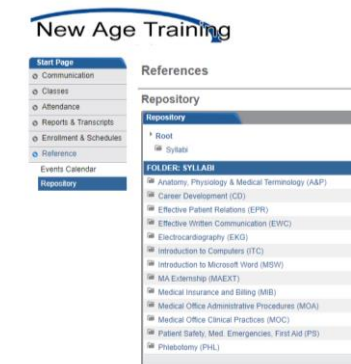 New Age Training
Start Page
Communication
Classes
Attendance
Reports & Transcripts
Enrollment & Schedules
Reference
Events Calendar
Repository
References
Repository
Repository
Root
Syllabi
FOLDER: SYLLABI
Anatomy, Physiology & Medical Terminology (A&P)
Career Development (CD)
Effective Patient Relations (EPR)
Effective Written Communication (EWC)
Electrocardiography (EKG)
Introduction to Computers (ITC)
Introduction to Microsoft Word (MSW)
MA Externship (MAEXT)
Medical Insurance and Billing (MIB)
Medical Office Administrative Procedures (MOA)
Medical Office Clinical Practices (MOC)
Patient Safety, Med. Emergencies, First Aid (PS)
Phlebotomy (PHL)